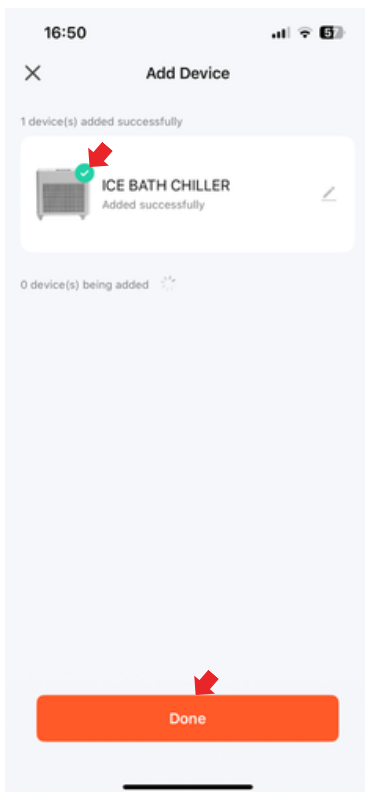 16:50
57
Add Device
1 device(s) added successfully
ICE BATH CHILLER
Added successfully
0 device(s) being added
Done